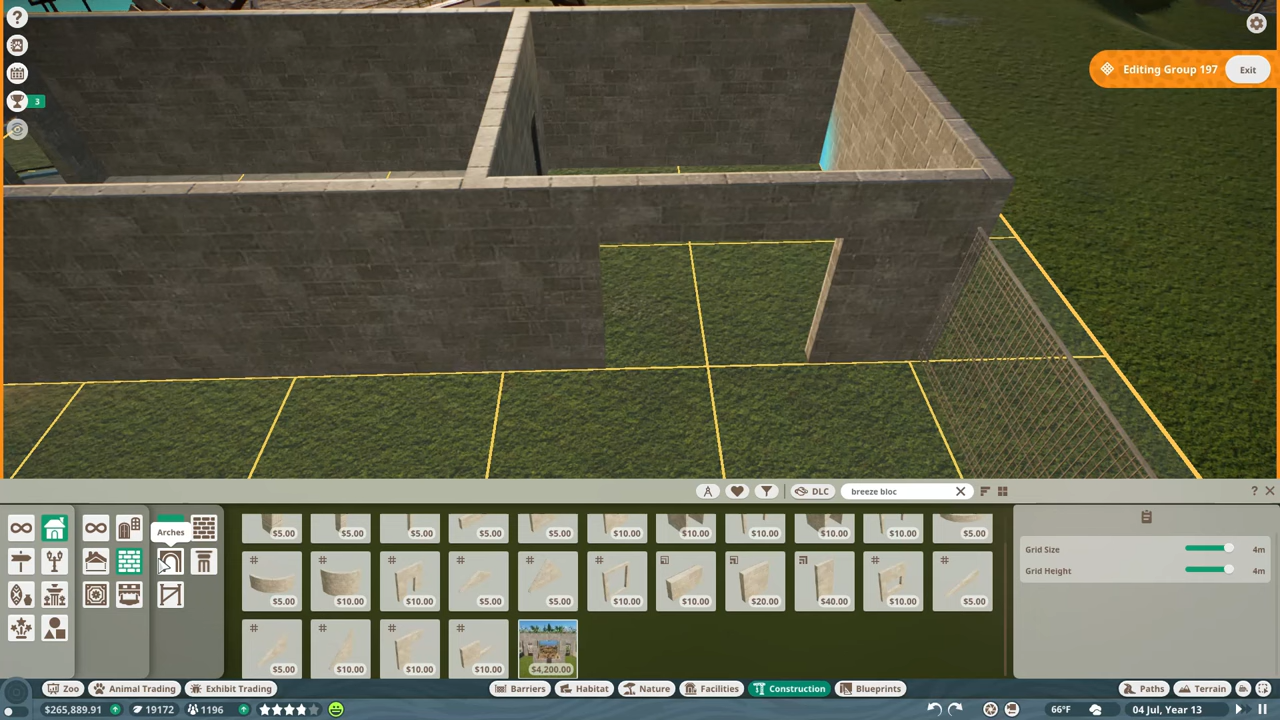 ?
3
Editing Group 197
Exit
DLC
breeze bloc
?
Arches
$5.00 $5.00 $5.00 $5.00 $5.00 $10.00 $10.00 $10.00 $10.00 $10.00 $5.00
$5.00 $10.00 $10.00 $5.00 $5.00 $10.00 $10.00 $20.00 $40.00 $10.00 $5.00
$5.00 $10.00 $10.00 $10.00 $4,200.00
Grid Size 4m
Grid Height 4m
Zoo Animal Trading Exhibit Trading Barriers Habitat Nature Facilities Construction Blueprints Paths Terrain
$265,889.91 19172 1196 66°F 04 Jul, Year 13